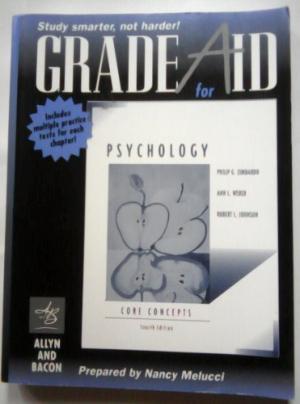 Study smarter, not harder!
GRADE AID
for
Includes
multiple practice
tests for each
chapter!
PSYCHOLOGY
PHILIP G. ZIMBARDO
ANN L. WEBER
ROBERT L. JOHNSON
CORE CONCEPTS
Fourth Edition
AB
ALLYN
AND
BACON
Prepared by Nancy Melucci